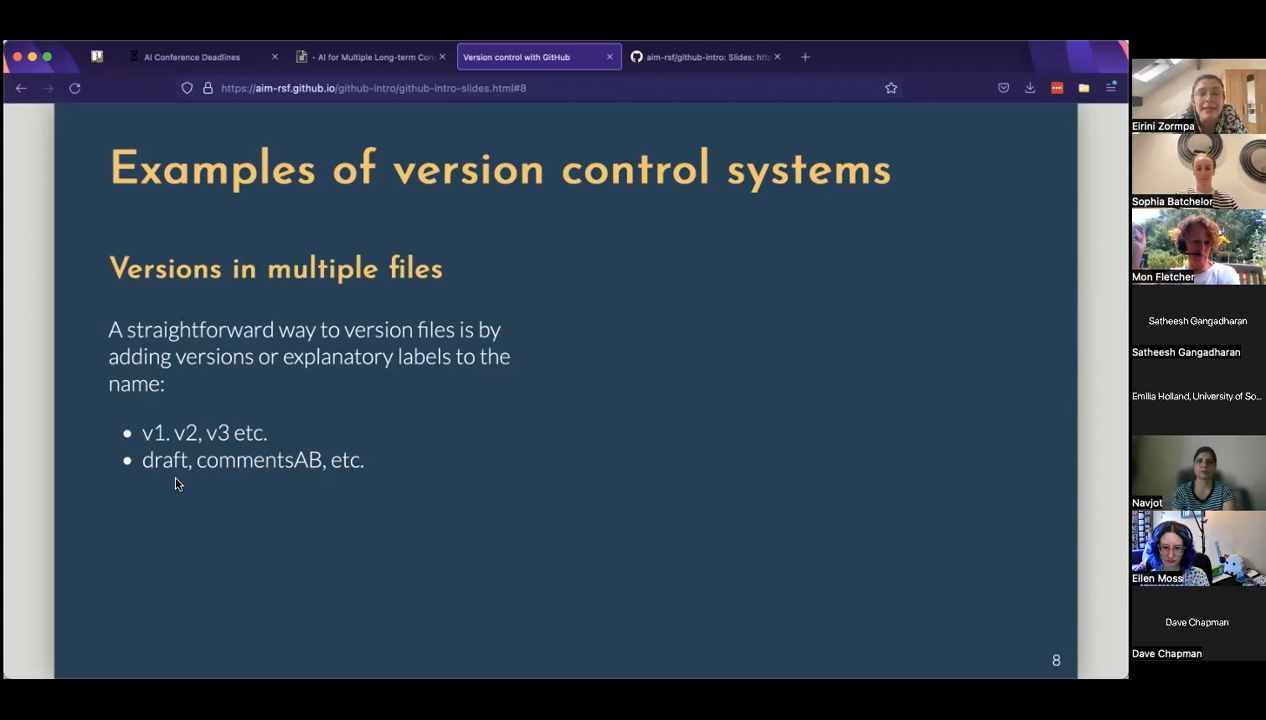 AI Conference Deadlines
· AI for Multiple Long-term Con
Version control with GitHub
aim-rsf/github-intro: Slides: http
https://aim-rsf.github.io/github-intro/github-intro-slides.html#8
Examples of version control systems
Versions in multiple files
A straightforward way to version files is by
adding versions or explanatory labels to the
name:
v1. v2, v3 etc.
draft, commentsAB, etc.
8
Eirini Zormpa
Sophia Batchelor
Mon Fletcher
Satheesh Gangadharan
Satheesh Gangadharan
Emilia Holland, University of So...
Navjot
Ellen Moss
Dave Chapman
Dave Chapman